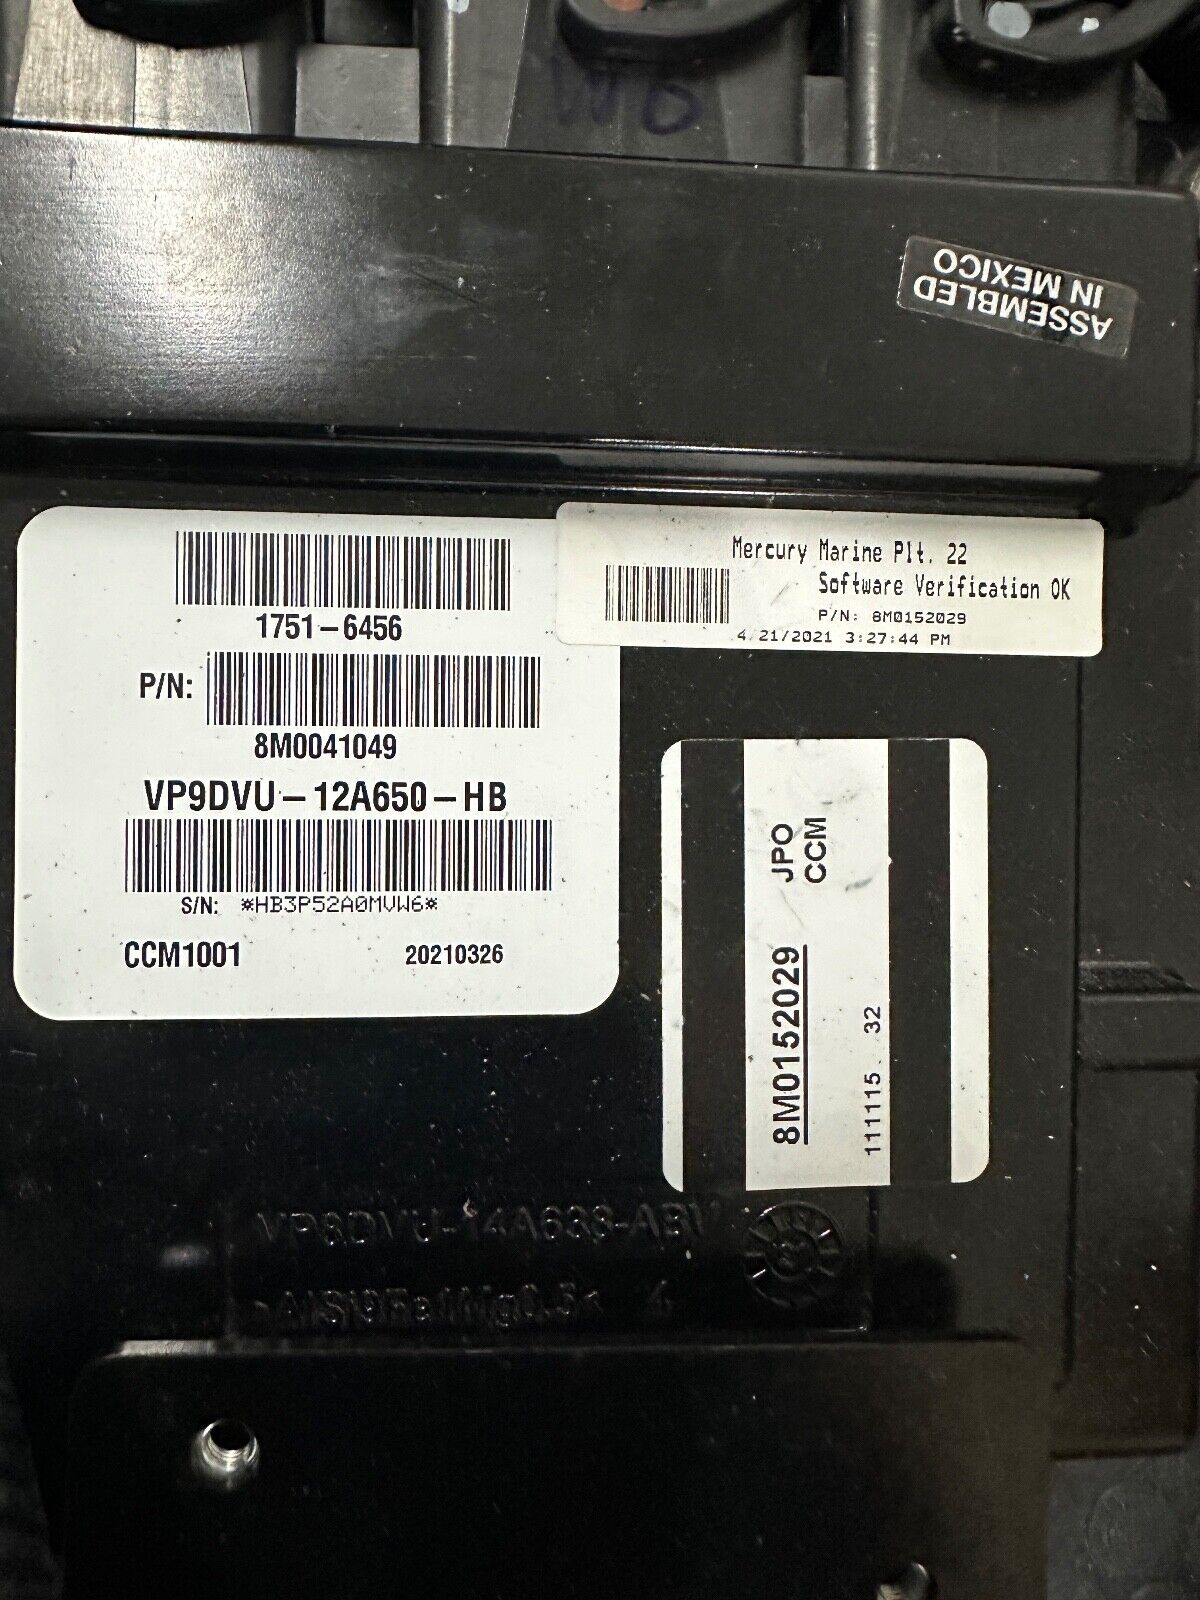 ASSEMBLED
IN MEXICO
1751-6456
P/N:
8M0041049
VP9DVU-12A650-HB
S/N: *HB3P52A0MVW6*
CCM1001 20210326
Mercury Marine Plt. 22
Software Verification OK
P/N: 8M0152029
4/21/2021 3:27:44 PM
JPO
CCM
8M0152029
111115. 32